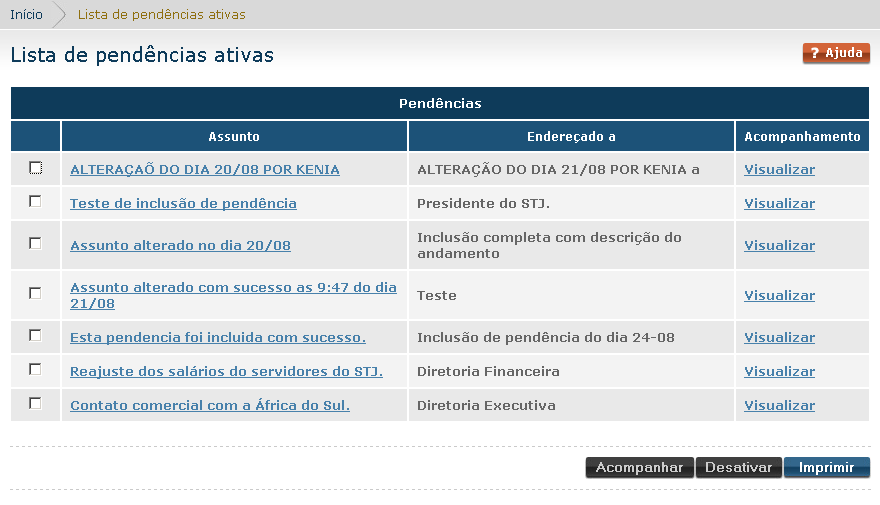 Início Lista de pendências ativas
Lista de pendências ativas
? Ajuda
Pendências
Assunto Endereçado a Acompanhamento
ALTERAÇAÕ DO DIA 20/08 POR KENIA ALTERAÇÃO DO DIA 21/08 POR KENIA a Visualizar
Teste de inclusão de pendência Presidente do STJ. Visualizar
Assunto alterado no dia 20/08 Inclusão completa com descrição do
andamento Visualizar
Assunto alterado com sucesso as 9:47 do dia
21/08 Teste Visualizar
Esta pendencia foi incluida com sucesso. Inclusão de pendência do dia 24-08 Visualizar
Reajuste dos salários do servidores do STJ. Diretoria Financeira Visualizar
Contato comercial com a África do Sul. Diretoria Executiva Visualizar
Acompanhar Desativar Imprimir